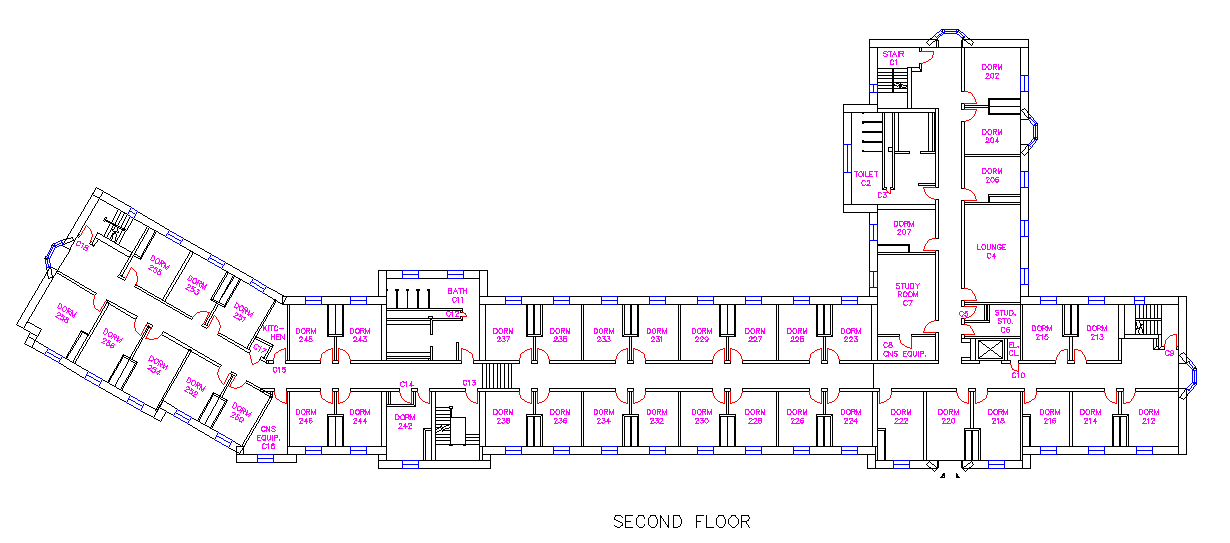 STAIR
C1
DORM
202
DORM
204
TOILET
C2
DORM
206
C3
DORM
207
LOUNGE
C4
STUDY
ROOM
C7
C5
STUD.
STO.
C6
C8
CNS EQUIP.
EL.
CL.
C10
DORM
215
DORM
213
C9
C18
DORM
255
DORM
253
DORM
251
KITC-
HEN
C17
C15
DORM
245
DORM
243
BATH
C11
C12
DORM
237
DORM
235
DORM
233
DORM
231
DORM
229
DORM
227
DORM
225
DORM
223
DORM
258
DORM
256
DORM
254
DORM
252
DORM
250
CNS
EQUIP.
C16
DORM
246
DORM
244
C14
DORM
242
C13
DORM
238
DORM
236
DORM
234
DORM
232
DORM
230
DORM
228
DORM
226
DORM
224
DORM
222
DORM
220
DORM
218
DORM
216
DORM
214
DORM
212
SECOND FLOOR